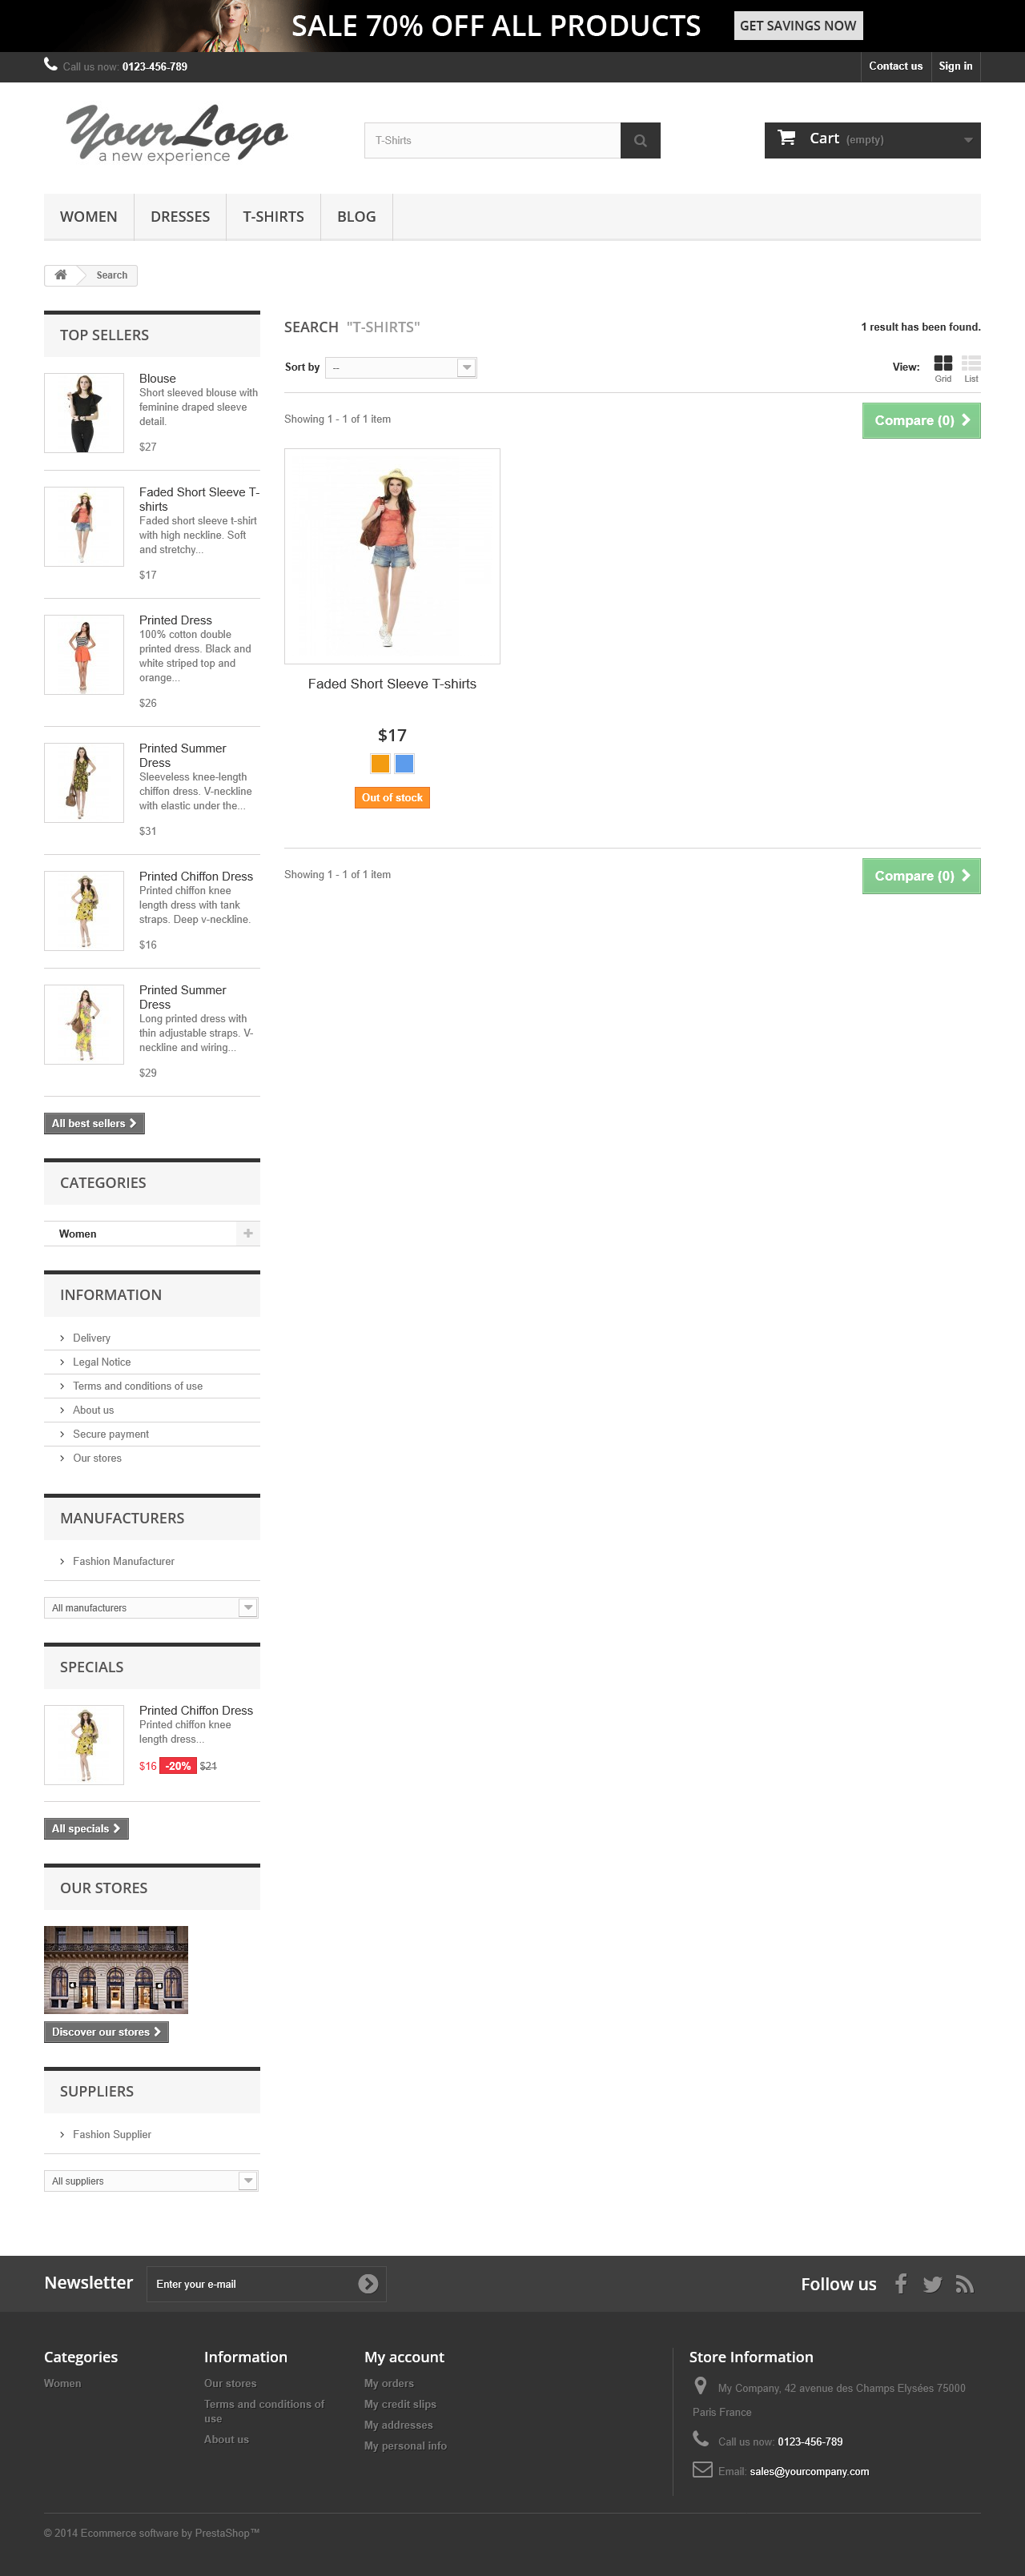 SALE 70% OFF ALL PRODUCTS
GET SAVINGS NOW
Call us now: 0123-456-789
Contact us
Sign in
YourLogo
a new experience
T-Shirts
Cart (empty)
WOMEN
DRESSES
T-SHIRTS
BLOG
Search
TOP SELLERS
Blouse
Short sleeved blouse with
feminine draped sleeve
detail.
$27
Faded Short Sleeve T-
shirts
Faded short sleeve t-shirt
with high neckline. Soft
and stretchy...
$17
Printed Dress
100% cotton double
printed dress. Black and
white striped top and
orange...
$26
Printed Summer
Dress
Sleeveless knee-length
chiffon dress. V-neckline
with elastic under the...
$31
Printed Chiffon Dress
Printed chiffon knee
length dress with tank
straps. Deep v-neckline.
$16
Printed Summer
Dress
Long printed dress with
thin adjustable straps. V-
neckline and wiring...
$29
All best sellers
CATEGORIES
Women
INFORMATION
Delivery
Legal Notice
Terms and conditions of use
About us
Secure payment
Our stores
MANUFACTURERS
Fashion Manufacturer
All manufacturers
SPECIALS
Printed Chiffon Dress
Printed chiffon knee
length dress...
$16 -20% $21
All specials
OUR STORES
Discover our stores
SUPPLIERS
Fashion Supplier
All suppliers
SEARCH "T-SHIRTS"
1 result has been found.
Sort by
--
View:
Grid
List
Showing 1 - 1 of 1 item
Compare (0)
Faded Short Sleeve T-shirts
$17
Out of stock
Showing 1 - 1 of 1 item
Compare (0)
Newsletter
Enter your e-mail
Follow us
Categories
Women
Information
Our stores
Terms and conditions of
use
About us
My account
My orders
My credit slips
My addresses
My personal info
Store Information
My Company, 42 avenue des Champs Elysées 75000
Paris France
Call us now: 0123-456-789
Email: sales@yourcompany.com
© 2014 Ecommerce software by PrestaShop™